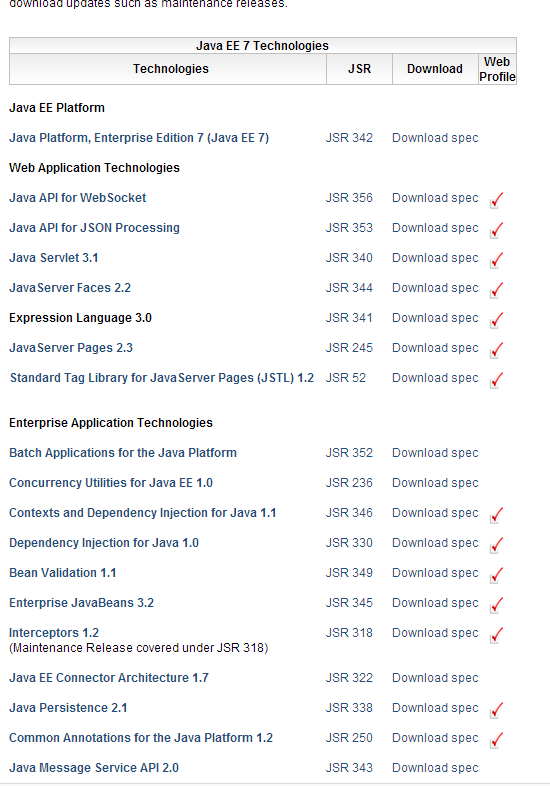 download updates such as maintenance releases.
Java EE 7 Technologies
Technologies JSR Download Web Profile
Java EE Platform
Java Platform, Enterprise Edition 7 (Java EE 7) JSR 342 Download spec
Web Application Technologies
Java API for WebSocket JSR 356 Download spec
Java API for JSON Processing JSR 353 Download spec
Java Servlet 3.1 JSR 340 Download spec
JavaServer Faces 2.2 JSR 344 Download spec
Expression Language 3.0 JSR 341 Download spec
JavaServer Pages 2.3 JSR 245 Download spec
Standard Tag Library for JavaServer Pages (JSTL) 1.2 JSR 52 Download spec
Enterprise Application Technologies
Batch Applications for the Java Platform JSR 352 Download spec
Concurrency Utilities for Java EE 1.0 JSR 236 Download spec
Contexts and Dependency Injection for Java 1.1 JSR 346 Download spec
Dependency Injection for Java 1.0 JSR 330 Download spec
Bean Validation 1.1 JSR 349 Download spec
Enterprise JavaBeans 3.2 JSR 345 Download spec
Interceptors 1.2 JSR 318 Download spec
(Maintenance Release covered under JSR 318)
Java EE Connector Architecture 1.7 JSR 322 Download spec
Java Persistence 2.1 JSR 338 Download spec
Common Annotations for the Java Platform 1.2 JSR 250 Download spec
Java Message Service API 2.0 JSR 343 Download spec